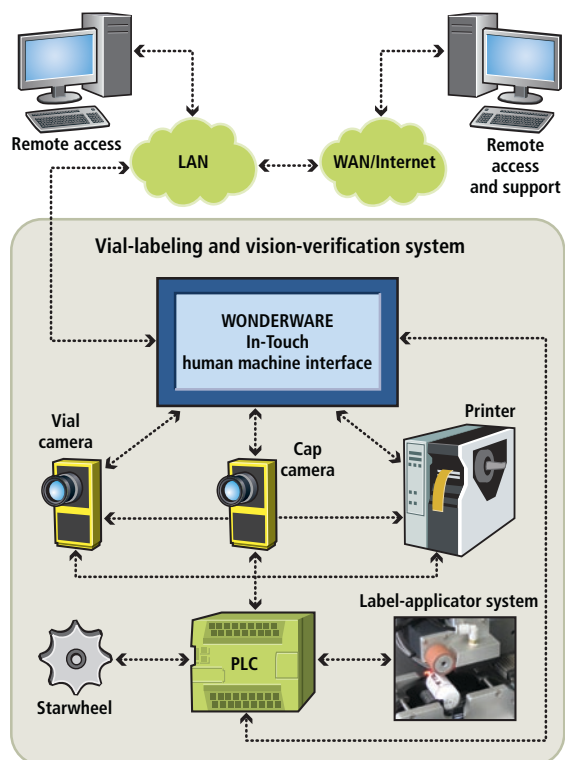 Remote access
LAN
WAN/Internet
Remote
access
and support
Vial-labeling and vision-verification system
WONDERWARE
In-Touch
human machine interface
Vial
camera
Cap
camera
Printer
Label-applicator system
PLC
Starwheel